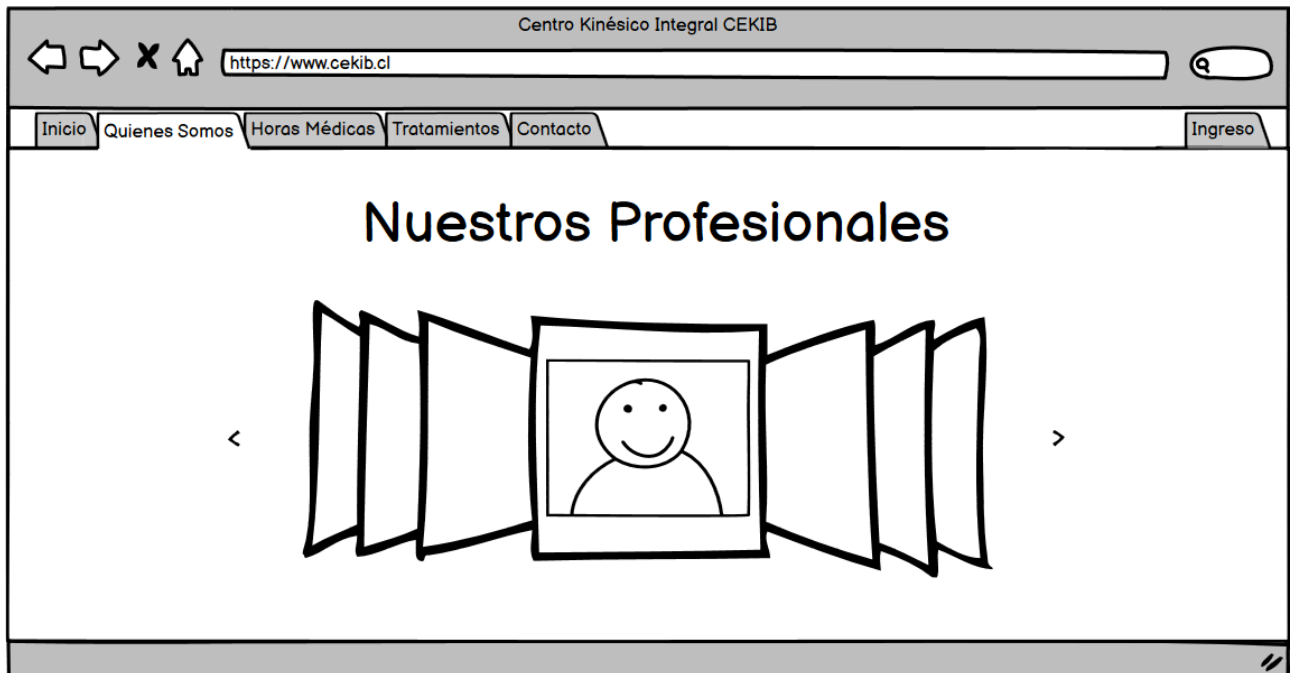 Centro Kinésico Integral CEKIB
https://www.cekib.cl
Inicio Quienes Somos Horas Médicas Tratamientos Contacto Ingreso
Nuestros Profesionales
< >